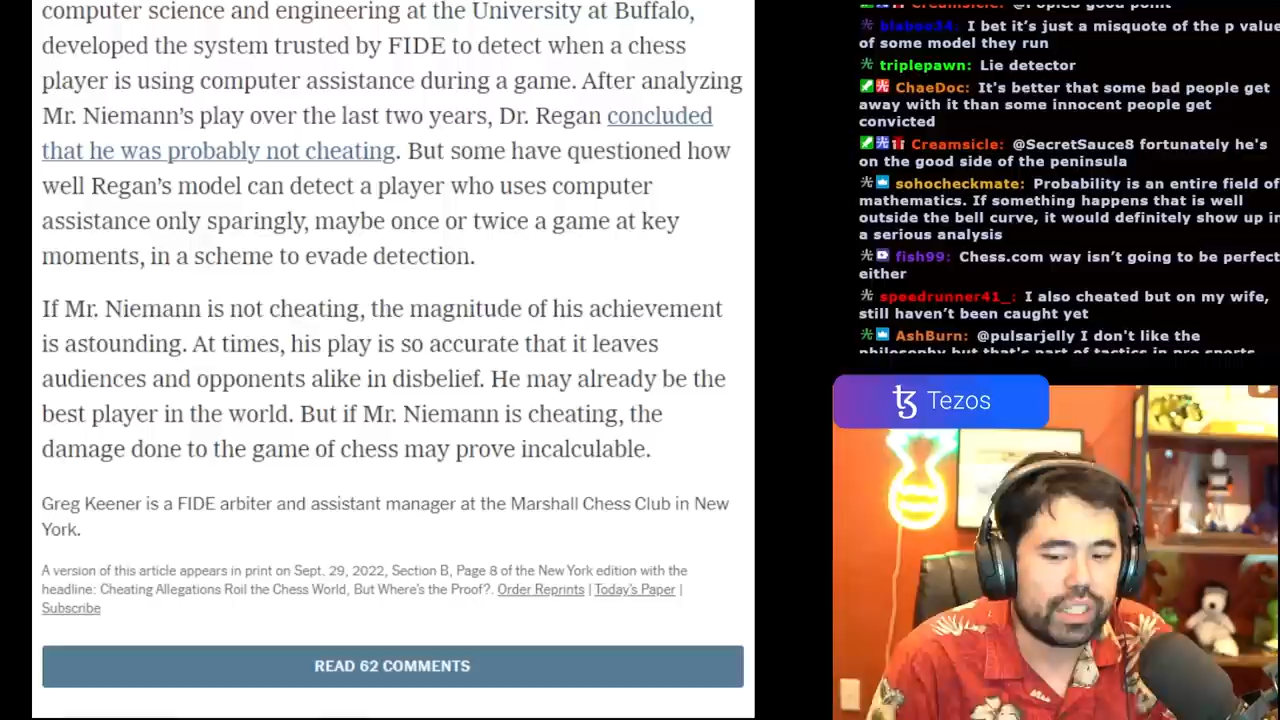 computer science and engineering at the University at Buffalo,
developed the system trusted by FIDE to detect when a chess
player is using computer assistance during a game. After analyzing
Mr. Niemann’s play over the last two years, Dr. Regan concluded
that he was probably not cheating. But some have questioned how
well Regan’s model can detect a player who uses computer
assistance only sparingly, maybe once or twice a game at key
moments, in a scheme to evade detection.
If Mr. Niemann is not cheating, the magnitude of his achievement
is astounding. At times, his play is so accurate that it leaves
audiences and opponents alike in disbelief. He may already be the
best player in the world. But if Mr. Niemann is cheating, the
damage done to the game of chess may prove incalculable.
Greg Keener is a FIDE arbiter and assistant manager at the Marshall Chess Club in New
York.
A version of this article appears in print on Sept. 29, 2022, Section B, Page 8 of the New York edition with the
headline: Cheating Allegations Roil the Chess World, But Where’s the Proof?. Order Reprints | Today’s Paper |
Subscribe
READ 62 COMMENTS
I bet it’s just a misquote of the p value
of some model they run
triplepawn: Lie detector
ChaeDoc: It's better that some bad people get
away with it than some innocent people get
convicted
Creamsicle: @SecretSauce8 fortunately he's
on the good side of the peninsula
sohocheckmate: Probability is an entire field of
mathematics. If something happens that is well
outside the bell curve, it would definitely show up in
a serious analysis
fish99: Chess.com way isn’t going to be perfect
either
speedrunner41_: I also cheated but on my wife,
still haven’t been caught yet
AshBurn: @pulsarjelly I don't like the
philosophy but that's part of tactics in pro sports
Tezos